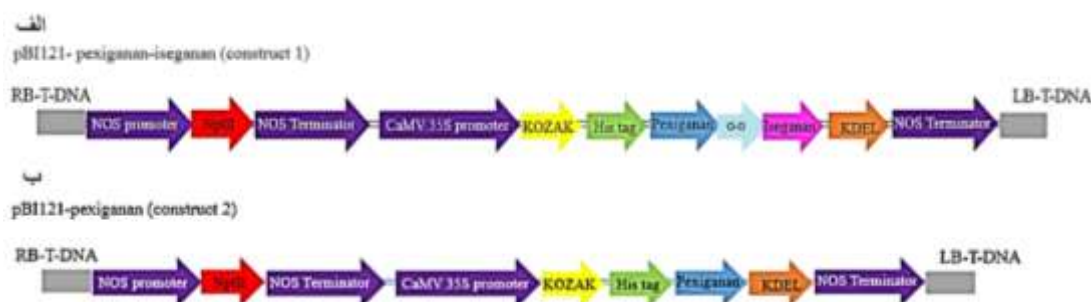 الف
pBI121- pexiganan-iseganan (construct 1)
RB-T-DNA LB-T-DNA
NOS promoter NptII NOS Terminator CaMV 35S promoter KOZAK His tag Pexiganan Iseganan KDEL NOS Terminator
ب
pBI121-pexiganan (construct 2)
RB-T-DNA LB-T-DNA
NOS promoter NptII NOS Terminator CaMV 35S promoter KOZAK His tag Pexiganan KDEL NOS Terminator